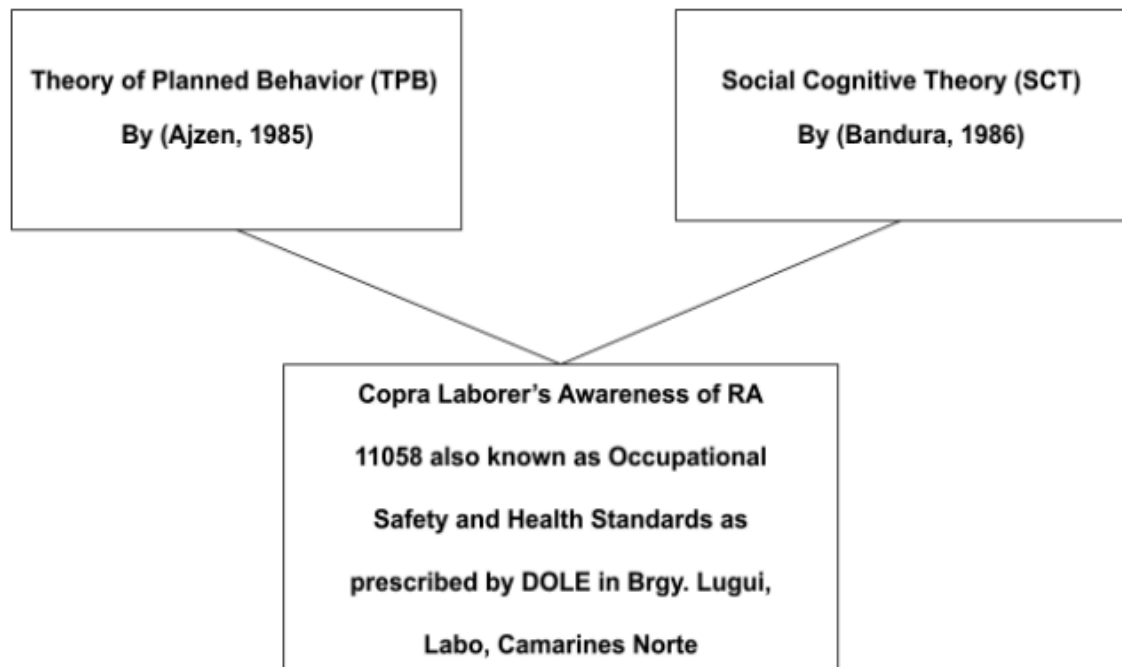 Theory of Planned Behavior (TPB)
By (Ajzen, 1985)
Social Cognitive Theory (SCT)
By (Bandura, 1986)
Copra Laborer's Awareness of RA
11058 also known as Occupational
Safety and Health Standards as
prescribed by DOLE in Brgy. Lugui,
Labo, Camarines Norte